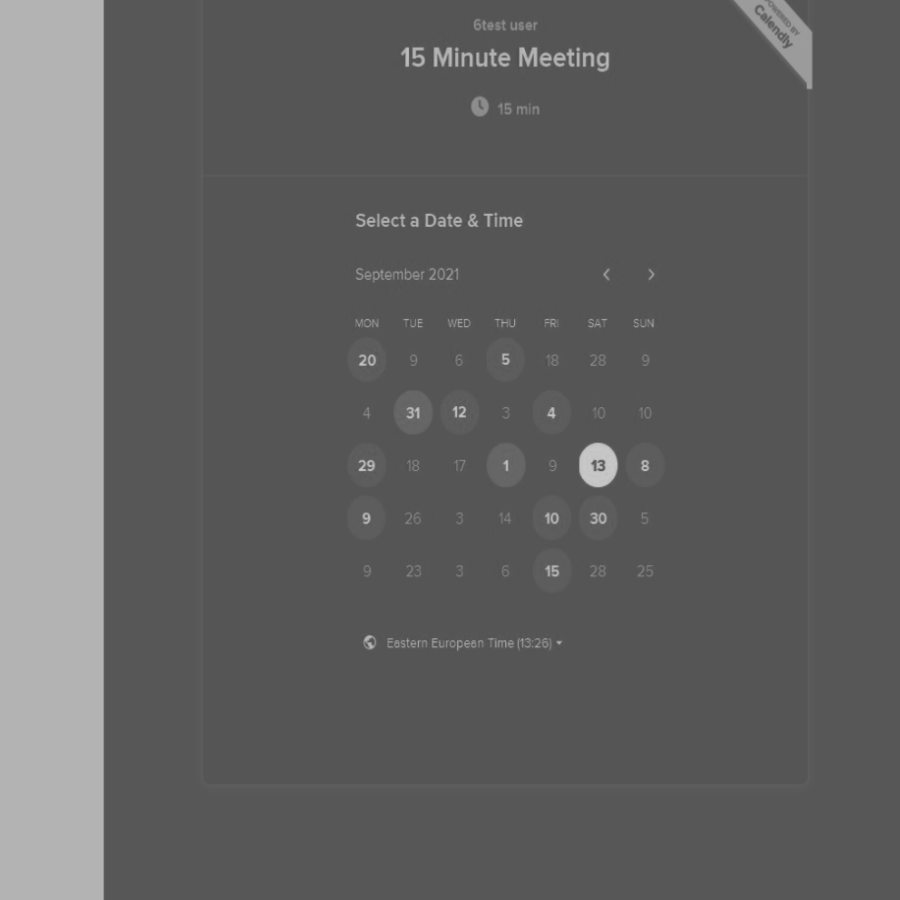 POWERED BY
Calendly
6test user
15 Minute Meeting
15 min
Select a Date & Time
September 2021
MON TUE WED THU FRI SAT SUN
20 9 6 5 18 28 9
4 31 12 3 4 10 10
29 18 17 1 9 13 8
9 26 3 14 10 30 5
9 23 3 6 15 28 25
Eastern European Time (13:26)